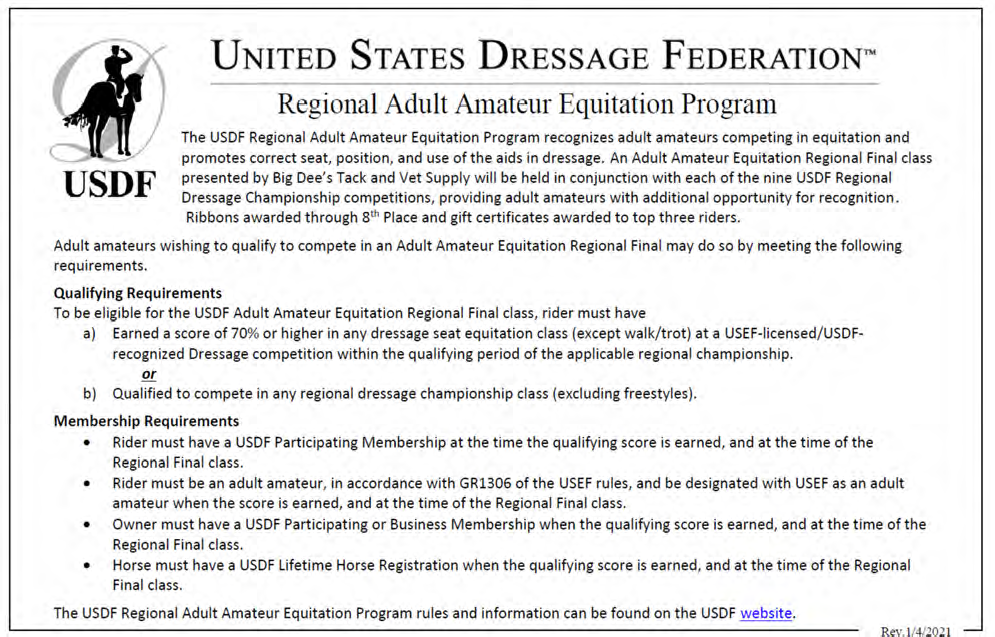 UNITED STATES DRESSAGE FEDERATION™
Regional Adult Amateur Equitation Program
USDF
The USDF Regional Adult Amateur Equitation Program recognizes adult amateurs competing in equitation and
promotes correct seat, position, and use of the aids in dressage. An Adult Amateur Equitation Regional Final class
presented by Big Dee's Tack and Vet Supply will be held in conjunction with each of the nine USDF Regional
Dressage Championship competitions, providing adult amateurs with additional opportunity for recognition.
Ribbons awarded through 8th Place and gift certificates awarded to top three riders.
Adult amateurs wishing to qualify to compete in an Adult Amateur Equitation Regional Final may do so by meeting the following
requirements.
Qualifying Requirements
To be eligible for the USDF Adult Amateur Equitation Regional Final class, rider must have
a) Earned a score of 70% or higher in any dressage seat equitation class (except walk/trot) at a USEF-licensed/USDF-
recognized Dressage competition within the qualifying period of the applicable regional championship.
or
b) Qualified to compete in any regional dressage championship class (excluding freestyles).
Membership Requirements
• Rider must have a USDF Participating Membership at the time the qualifying score is earned, and at the time of the
Regional Final class.
• Rider must be an adult amateur, in accordance with GR1306 of the USEF rules, and be designated with USEF as an adult
amateur when the score is earned, and at the time of the Regional Final class.
• Owner must have a USDF Participating or Business Membership when the qualifying score is earned, and at the time of the
Regional Final class.
• Horse must have a USDF Lifetime Horse Registration when the qualifying score is earned, and at the time of the Regional
Final class.
The USDF Regional Adult Amateur Equitation Program rules and information can be found on the USDF website.
Rev.1/4/2021